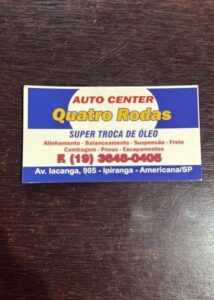 AUTO CENTER
Quatro Rodas
SUPER TROCA DE ÓLEO
Alinhamento - Balanceamento - Suspensão - Freio
Cambagem - Pneus - Escapamentos
F. (19) 3648-0405
Av. Iacanga, 905 - Ipiranga - Americana/SP